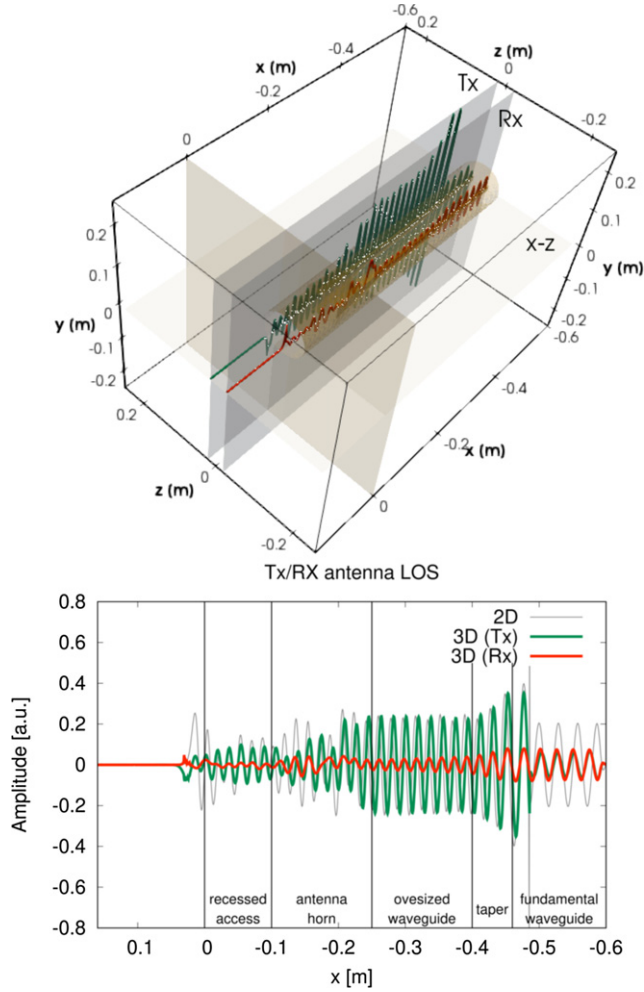 -0.6
0.2
z (m)
-0.4
x (m)
0
-0.2
Tx
-0.2
Rx
0
0.2
0.2
0.1
x-z
0.1
0
0
y (m)
y (m)
-0.1
-0.1
-0.2
-0.2
-0.6
0.2
-0.4
-0.2
x (m)
0
z (m)
0
-0.2
Tx/RX antenna LOS
0.8
2D
0.6
3D (Tx)
3D (Rx)
0.4
0.2
Amplitude [a.u.]
0
-0.2
-0.4
-0.6
recessed access
antenna horn
ovesized waveguide
taper
fundamental waveguide
-0.8
0.1 0 -0.1 -0.2 -0.3 -0.4 -0.5 -0.6
x [m]